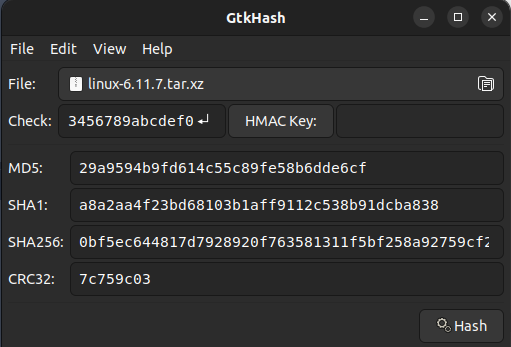 GtkHash
File Edit View Help
File: linux-6.11.7.tar.xz
Check: 3456789abcdef0↵ HMAC Key:
MD5: 29a9594b9fd614c55c89fe58b6dde6cf
SHA1: a8a2aa4f23bd68103b1aff9112c538b91dcba838
SHA256: 0bf5ec644817d7928920f763581311f5bf258a92759cf2
CRC32: 7c759c03
Hash